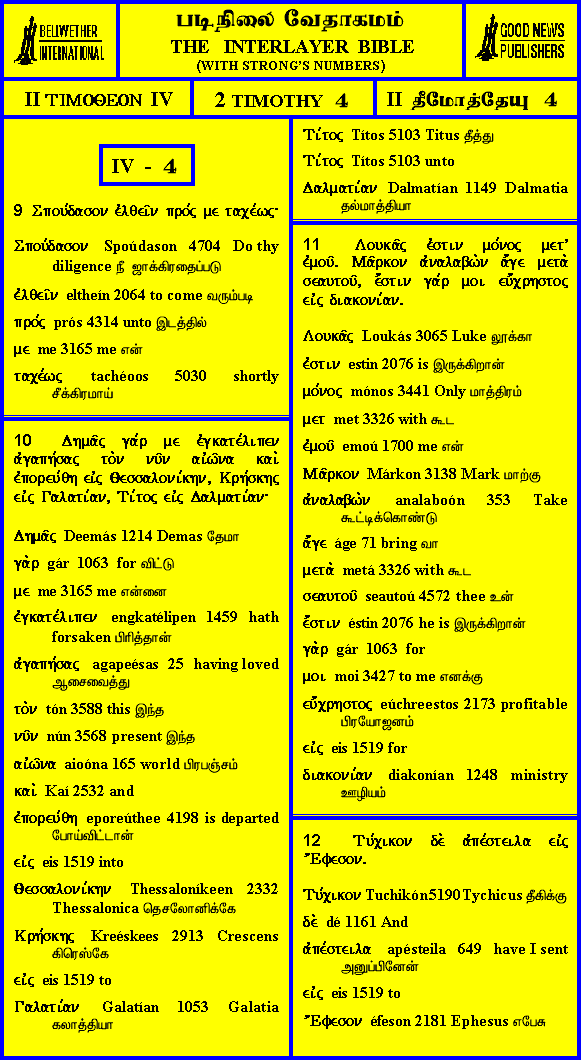 BELLWETHER
INTERNATIONAL
படிநிலை வேதாகமம்
THE INTERLAYER BIBLE
(WITH STRONG'S NUMBERS)
GOOD NEWS
PUBLISHERS
II ΤΙΜΟΘΕΟΝ IV
2 TIMOTHY 4
II தீமோத்தேயு 4
IV - 4
9 Σπούδασον ἐλθεῖν πρός με ταχέως·
Σπούδασον Spoúdason 4704 Do thy
diligence நீ ஜாக்கிரதைப்படு
ἐλθεῖν eltheín 2064 to come வரும்படி
πρός prós 4314 unto இடத்தில்
με me 3165 me என்
ταχέως tachéoos 5030 shortly
சீக்கிரமாய்
10 Δημᾶς γάρ με ἐγκατέλιπεν
ἀγαπήσας τὸν νῦν αἰῶνα καὶ
ἐπορεύθη εἰς Θεσσαλονίκην, Κρήσκης
εἰς Γαλατίαν, Τίτος εἰς Δαλματίαν·
Δημᾶς Deemás 1214 Demas தேமா
γὰρ gár 1063 for விட்டு
με me 3165 me என்னை
ἐγκατέλιπεν engkatélipen 1459 hath
forsaken பிரித்தான்
ἀγαπήσας agapeésas 25 having loved
ஆசைவைத்து
τὸν tón 3588 this இந்த
νῦν nún 3568 present இந்த
αἰῶνα aioóna 165 world பிரபஞ்சம்
καὶ Kaí 2532 and
ἐπορεύθη eporeúthee 4198 is departed
போய்விட்டான்
εἰς eis 1519 into
Θεσσαλονίκην Thessaloníkeen 2332
Thessalonica தெசலோனிக்கே
Κρήσκης Kreéskees 2913 Crescens
கிரெஸ்கே
εἰς eis 1519 to
Γαλατίαν Galatían 1053 Galatia
கலாத்தியா
Τίτος Títos 5103 Titus தீத்து
Τίτος Títos 5103 unto
Δαλματίαν Dalmatían 1149 Dalmatia
தல்மாத்தியா
11 Λουκᾶς ἐστιν μόνος μετ'
ἐμοῦ. Μᾶρκον ἀναλαβὼν ἄγε μετὰ
σεαυτοῦ, ἔστιν γάρ μοι εὔχρηστος
εἰς διακονίαν.
Λουκᾶς Loukás 3065 Luke லூக்கா
ἐστιν estin 2076 is இருக்கிறான்
μόνος mónos 3441 Only மாத்திரம்
μετ met 3326 with கூட
ἐμοῦ emoú 1700 me என்
Μᾶρκον Márkon 3138 Mark மாற்கு
ἀναλαβὼν analaboón 353 Take
கூட்டிக்கொண்டு
ἄγε áge 71 bring வா
μετὰ metá 3326 with கூட
σεαυτοῦ seautoú 4572 thee உன்
ἔστιν éstin 2076 he is இருக்கிறான்
γὰρ gár 1063 for
μοι moi 3427 to me எனக்கு
εὔχρηστος eúchreestos 2173 profitable
பிரயோஜனம்
εἰς eis 1519 for
διακονίαν diakonían 1248 ministry
ஊழியம்
12 Τύχικον δὲ ἀπέστειλα εἰς
Ἔφεσον.
Τύχικον Tuchikón5190 Tychicus தீகிக்கு
δὲ dé 1161 And
ἀπέστειλα apésteila 649 have I sent
அனுப்பினேன்
εἰς eis 1519 to
Ἔφεσον éfeson 2181 Ephesus எபேசு